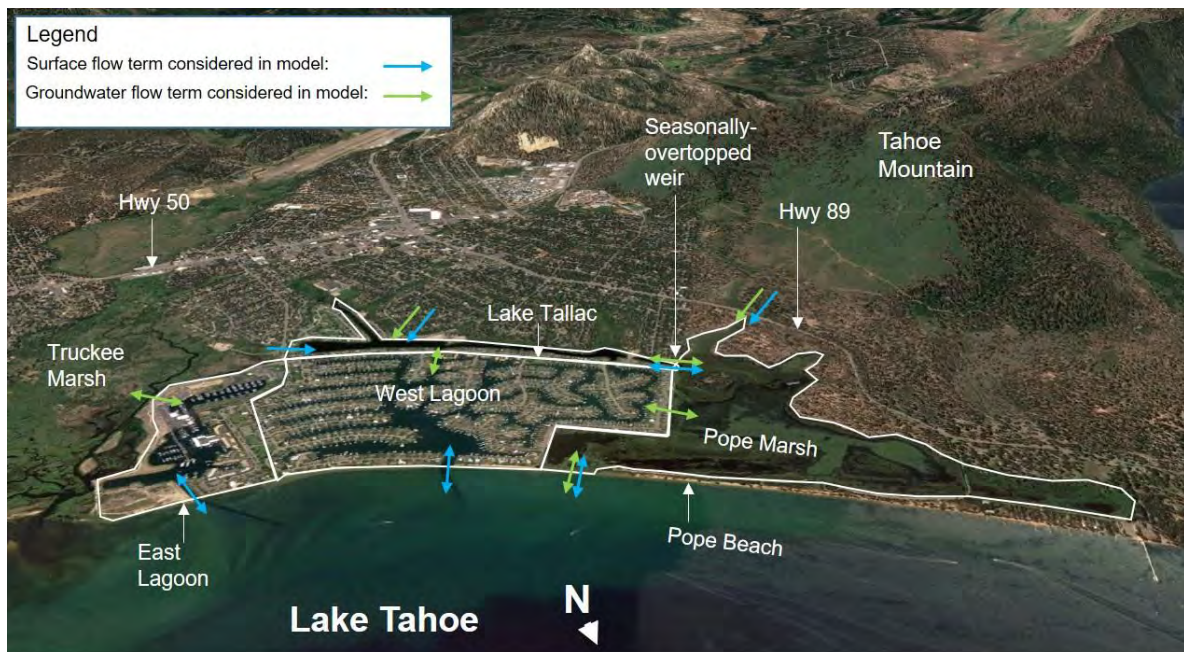 Legend
Surface flow term considered in model:
Groundwater flow term considered in model:
Seasonally-
overtopped
weir
Tahoe
Mountain
Hwy 50
Hwy 89
Lake Tallac
Truckee
Marsh
West Lagoon
Pope Marsh
East
Lagoon
Pope Beach
Lake Tahoe
N